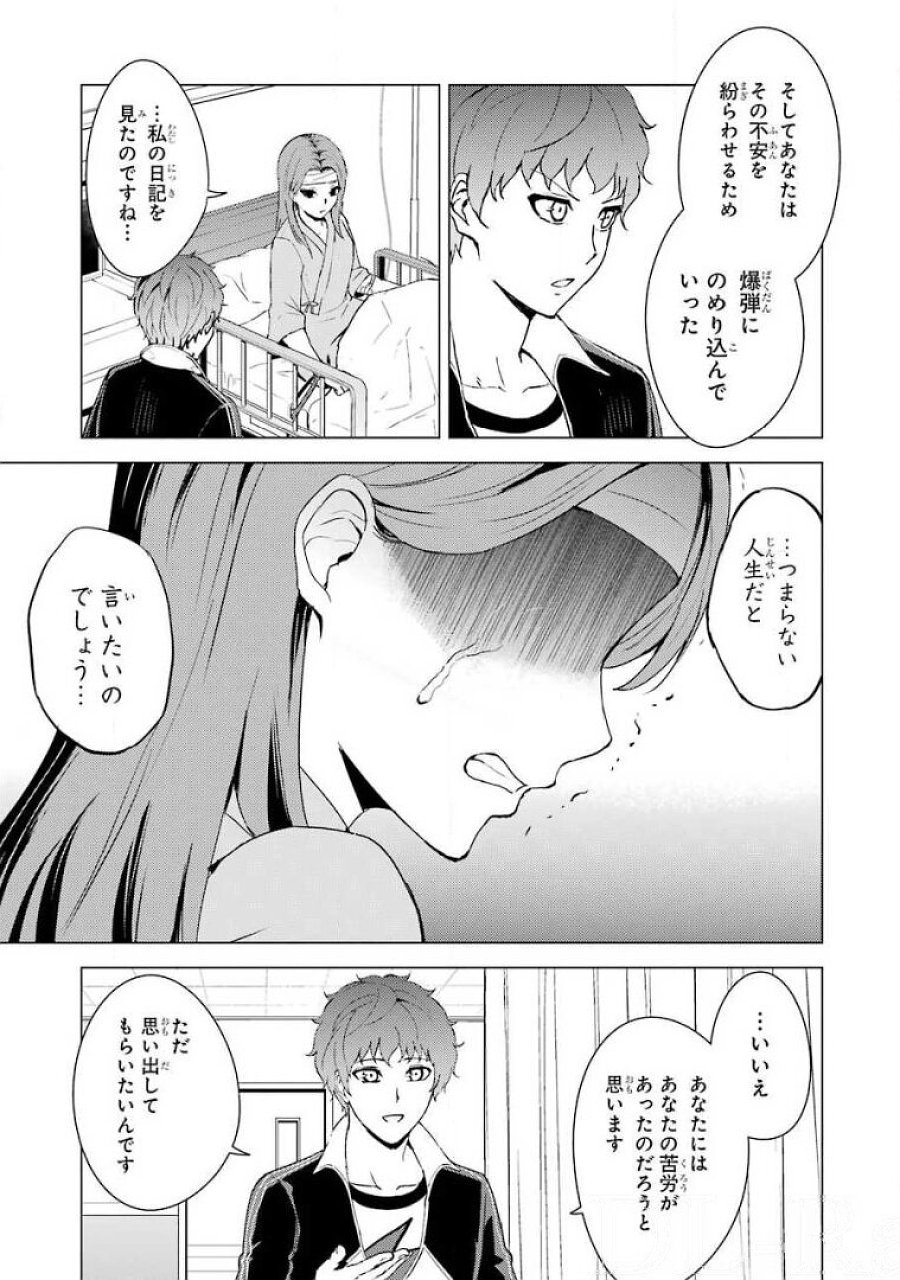 そしてあなたは
その不安を
紛らわせるため
爆弾に
のめり込んで
いった
…私の日記を
見たのですね…
…つまらない
人生だと
言いたいの
でしょう…
…いいえ
あなたには
あなたの苦労が
あったのだろうと
思います
ただ
思い出して
もらいたいんです